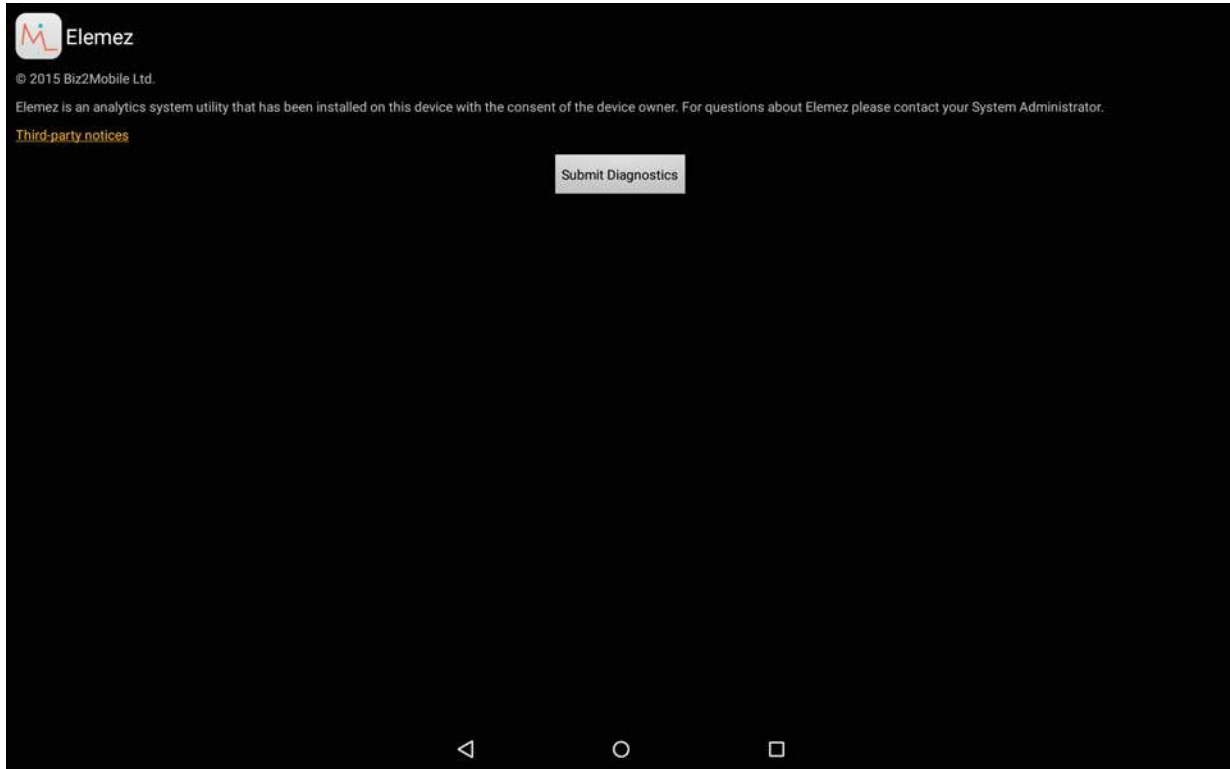 Elemez
© 2015 Biz2Mobile Ltd.
Elemez is an analytics system utility that has been installed on this device with the consent of the device owner. For questions about Elemez please contact your System Administrator.
Third-party notices
Submit Diagnostics